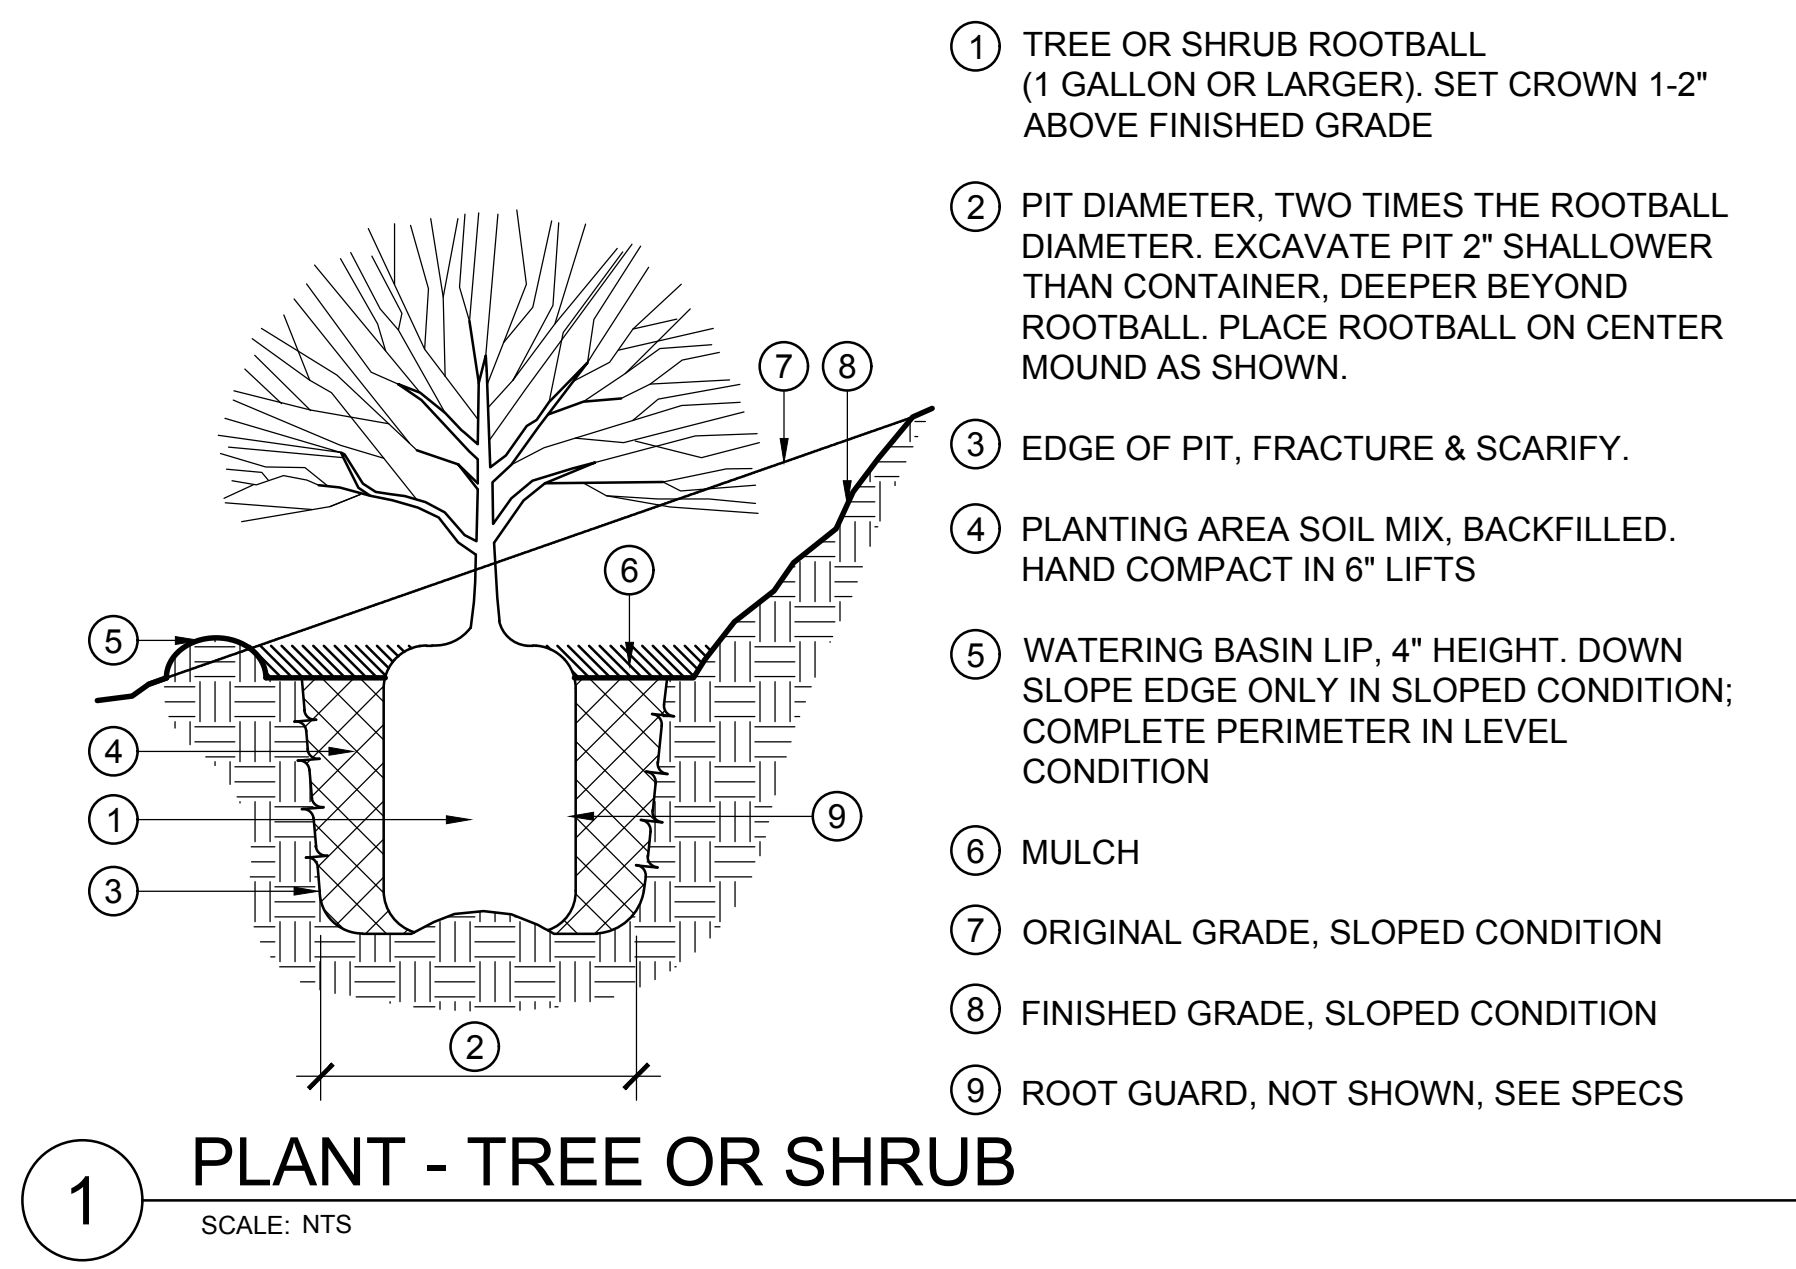 1 TREE OR SHRUB ROOTBALL
(1 GALLON OR LARGER). SET CROWN 1-2"
ABOVE FINISHED GRADE
2 PIT DIAMETER, TWO TIMES THE ROOTBALL
DIAMETER. EXCAVATE PIT 2" SHALLOWER
THAN CONTAINER, DEEPER BEYOND
ROOTBALL. PLACE ROOTBALL ON CENTER
MOUND AS SHOWN.
3 EDGE OF PIT, FRACTURE & SCARIFY.
4 PLANTING AREA SOIL MIX, BACKFILLED.
HAND COMPACT IN 6" LIFTS
5 WATERING BASIN LIP, 4" HEIGHT. DOWN
SLOPE EDGE ONLY IN SLOPED CONDITION;
COMPLETE PERIMETER IN LEVEL
CONDITION
6 MULCH
7 ORIGINAL GRADE, SLOPED CONDITION
8 FINISHED GRADE, SLOPED CONDITION
9 ROOT GUARD, NOT SHOWN, SEE SPECS
7 8
6
5
4
1
9
3
2
1 PLANT - TREE OR SHRUB
SCALE: NTS